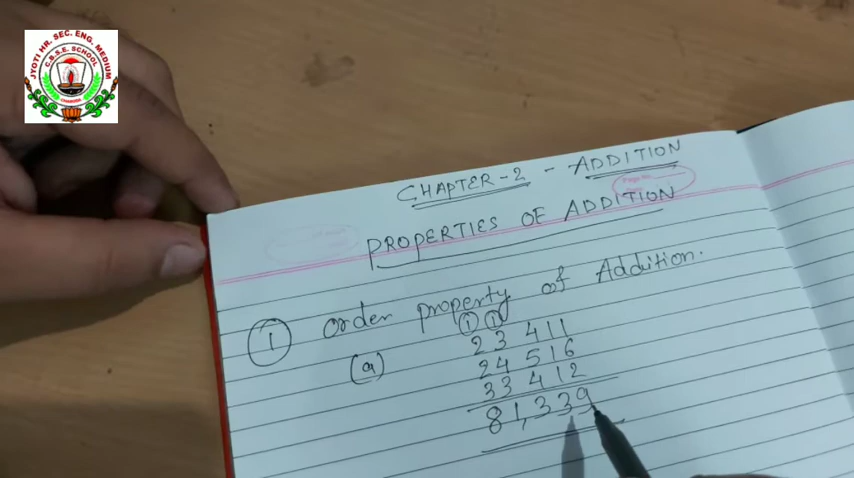 JYOTI HR. SEC. ENG. MEDIUM
C.B.S.E. SCHOOL
CHAPTER-2 - ADDITION
PROPERTIES OF ADDITION
① order property of Addition.
① ①
(a) 23 411
24 516
33 412
81,339